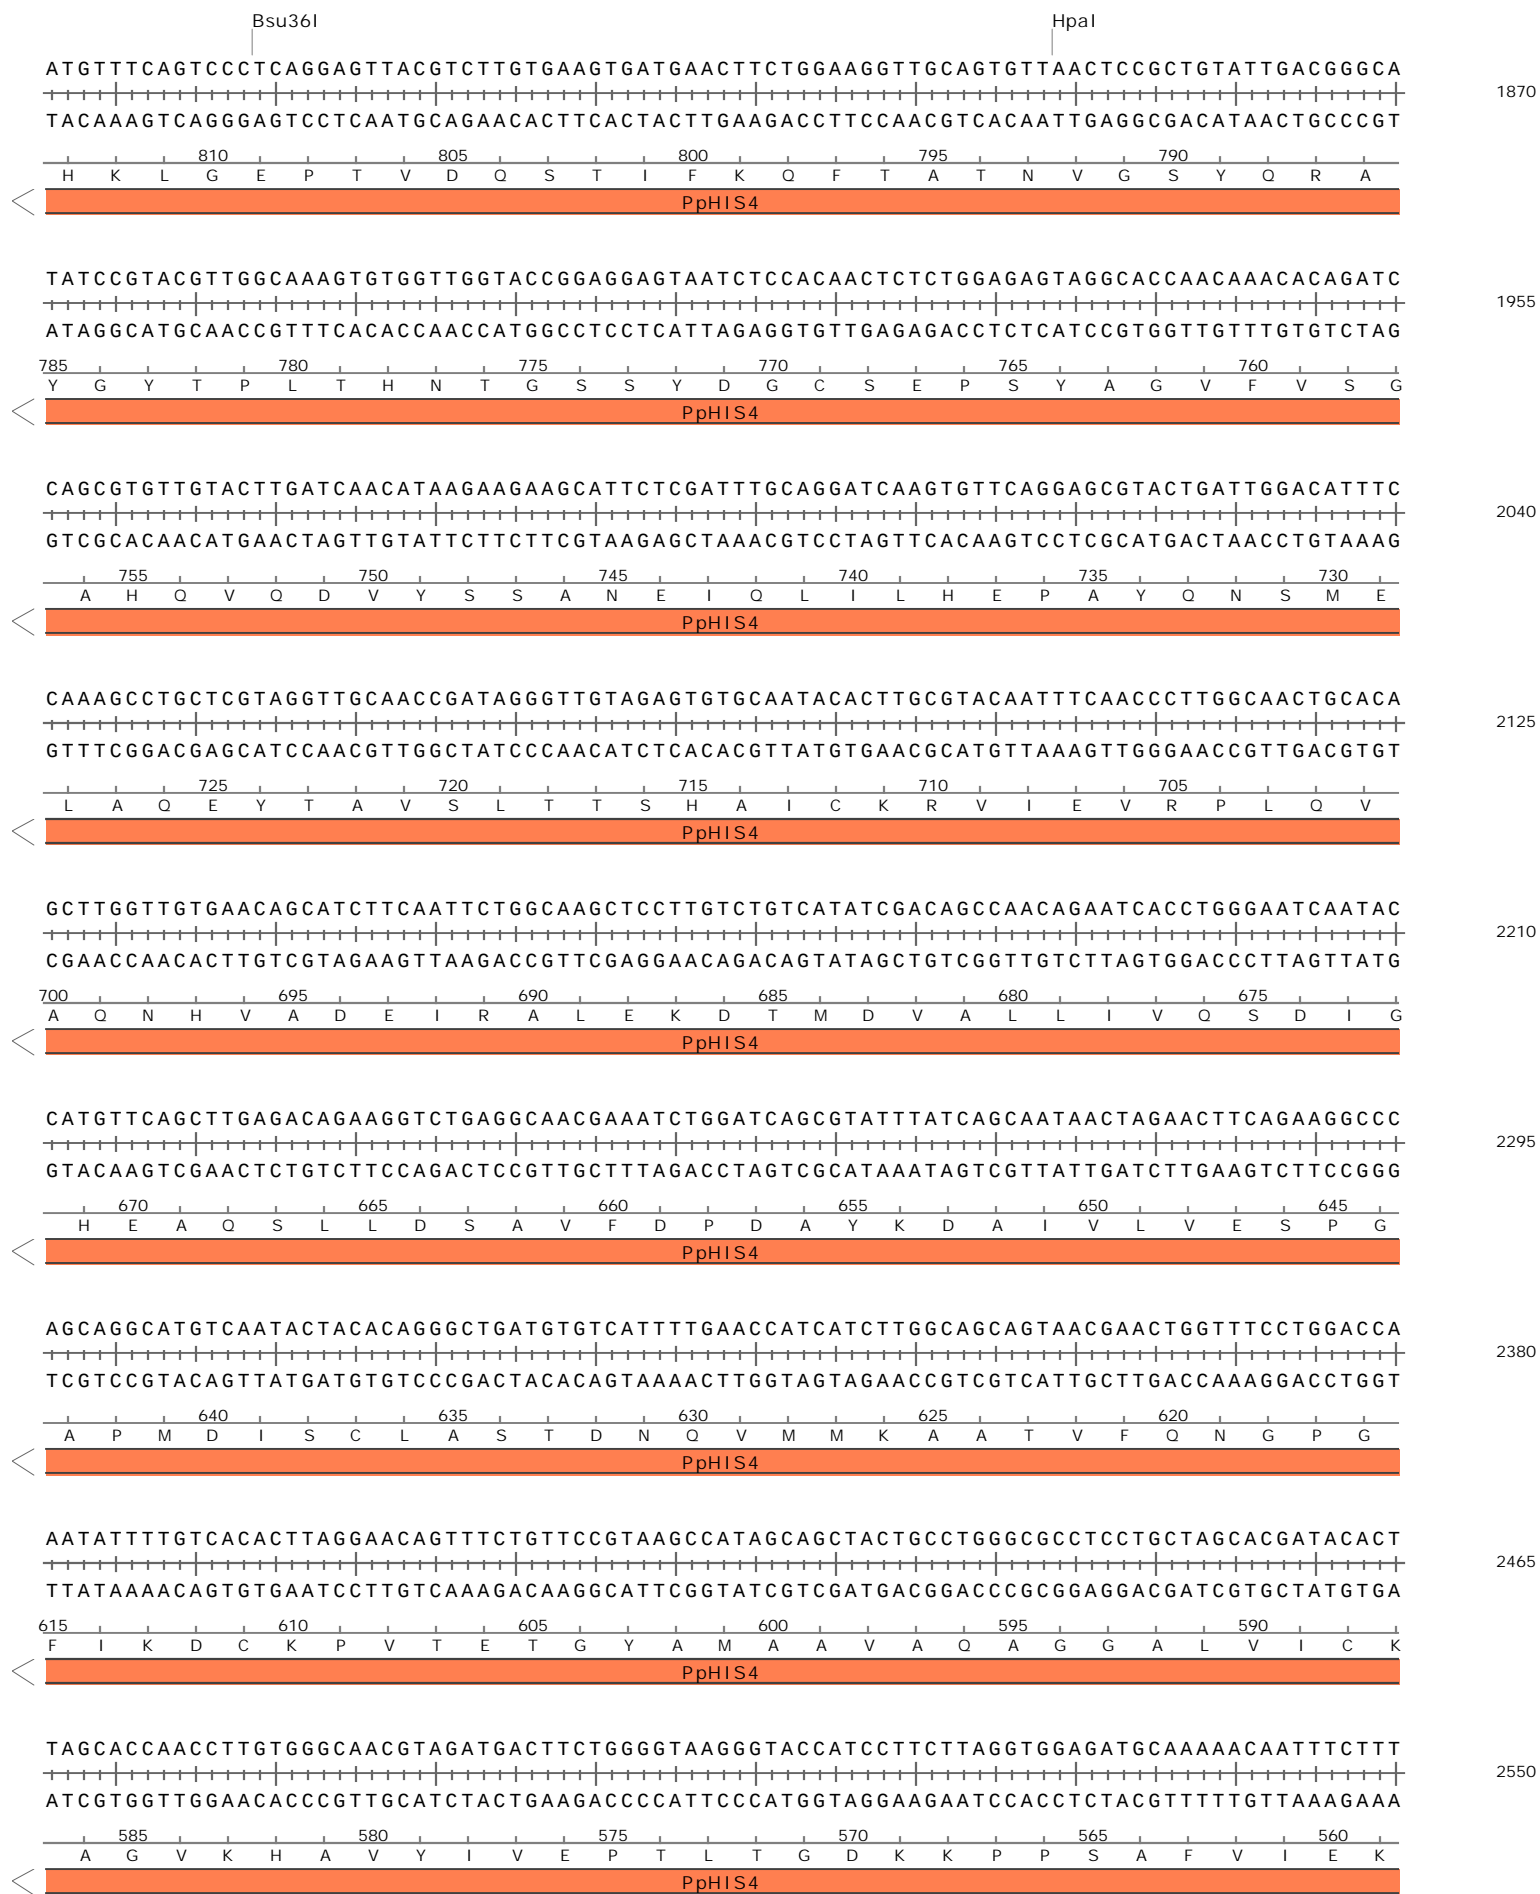 Bsu36I HpaI
ATGTTTCAGTCCCTCAGGAGTTACGTCTTGTGAAGTGATGAACTTCTGGAAGGTTGCAGTGTTAACTCCGCTGTATTGACGGGCA
1870
TACAAAGTCAGGGAGTCCTCAATGCAGAACACTTCACTACTTGAAGACCTTCCAACGTCACAATTGAGGCGACATAACTGCCCGT
810 805 800 795 790
H K L G E P T V D Q S T I F K Q F T A T N V G S Y Q R A
PpHIS4
TATCCGTACGTTGGCAAAGTGTGGTTGGTACCGGAGGAGTAATCTCCACAACTCTCTGGAGAGTAGGCACCAACAAACACAGATC
1955
ATAGGCATGCAACCGTTTCACACCAACCATGGCCTCCTCATTAGAGGTGTTGAGAGACCTCTCATCCGTGGTTGTTTGTGTCTAG
785 780 775 770 765 760
Y G Y T P L T H N T G S S Y D G C S E P S Y A G V F V S G
PpHIS4
CAGCGTGTTGTACTTGATCAACATAAGAAGAAGCATTCTCGATTTGCAGGATCAAGTGTTCAGGAGCGTACTGATTGGACATTTC
2040
GTCGCACAACATGAACTAGTTGTATTCTTCTTCGTAAGAGCTAAACGTCCTAGTTCACAAGTCCTCGCATGACTAACCTGTAAAG
755 750 745 740 735 730
A H Q V Q D V Y S S A N E I Q L I L H E P A Y Q N S M E
PpHIS4
CAAAGCCTGCTCGTAGGTTGCAACCGATAGGGTTGTAGAGTGTGCAATACACTTGCGTACAATTTCAACCCTTGGCAACTGCACA
2125
GTTTCGGACGAGCATCCAACGTTGGCTATCCCAACATCTCACACGTTATGTGAACGCATGTTAAAGTTGGGAACCGTTGACGTGT
725 720 715 710 705
L A Q E Y T A V S L T T S H A I C K R V I E V R P L Q V
PpHIS4
GCTTGGTTGTGAACAGCATCTTCAATTCTGGCAAGCTCCTTGTCTGTCATATCGACAGCCAACAGAATCACCTGGGAATCAATAC
2210
CGAACCAACACTTGTCGTAGAAGTTAAGACCGTTCGAGGAACAGACAGTATAGCTGTCGGTTGTCTTAGTGGACCCTTAGTTATG
700 695 690 685 680 675
A Q N H V A D E I R A L E K D T M D V A L L I V Q S D I G
PpHIS4
CATGTTCAGCTTGAGACAGAAGGTCTGAGGCAACGAAATCTGGATCAGCGTATTTATCAGCAATAACTAGAACTTCAGAAGGCCC
2295
GTACAAGTCGAACTCTGTCTTCCAGACTCCGTTGCTTTAGACCTAGTCGCATAAATAGTCGTTATTGATCTTGAAGTCTTCCGGG
670 665 660 655 650 645
H E A Q S L L D S A V F D P D A Y K D A I V L V E S P G
PpHIS4
AGCAGGCATGTCAATACTACACAGGGCTGATGTGTCATTTTGAACCATCATCTTGGCAGCAGTAACGAACTGGTTTCCTGGACCA
2380
TCGTCCGTACAGTTATGATGTGTCCCGACTACACAGTAAAACTTGGTAGTAGAACCGTCGTCATTGCTTGACCAAAGGACCTGGT
640 635 630 625 620
A P M D I S C L A S T D N Q V M M K A A T V F Q N G P G
PpHIS4
AATATTTTGTCACACTTAGGAACAGTTTCTGTTCCGTAAGCCATAGCAGCTACTGCCTGGGCGCCTCCTGCTAGCACGATACACT
2465
TTATAAAACAGTGTGAATCCTTGTCAAAGACAAGGCATTCGGTATCGTCGATGACGGACCCGCGGAGGACGATCGTGCTATGTGA
615 610 605 600 595 590
F I K D C K P V T E T G Y A M A A V A Q A G G A L V I C K
PpHIS4
TAGCACCAACCTTGTGGGCAACGTAGATGACTTCTGGGGTAAGGGTACCATCCTTCTTAGGTGGAGATGCAAAAACAATTTCTTT
2550
ATCGTGGTTGGAACACCCGTTGCATCTACTGAAGACCCCATTCCCATGGTAGGAAGAATCCACCTCTACGTTTTTGTTAAAGAAA
585 580 575 570 565 560
A G V K H A V Y I V E P T L T G D K K P P S A F V I E K
PpHIS4